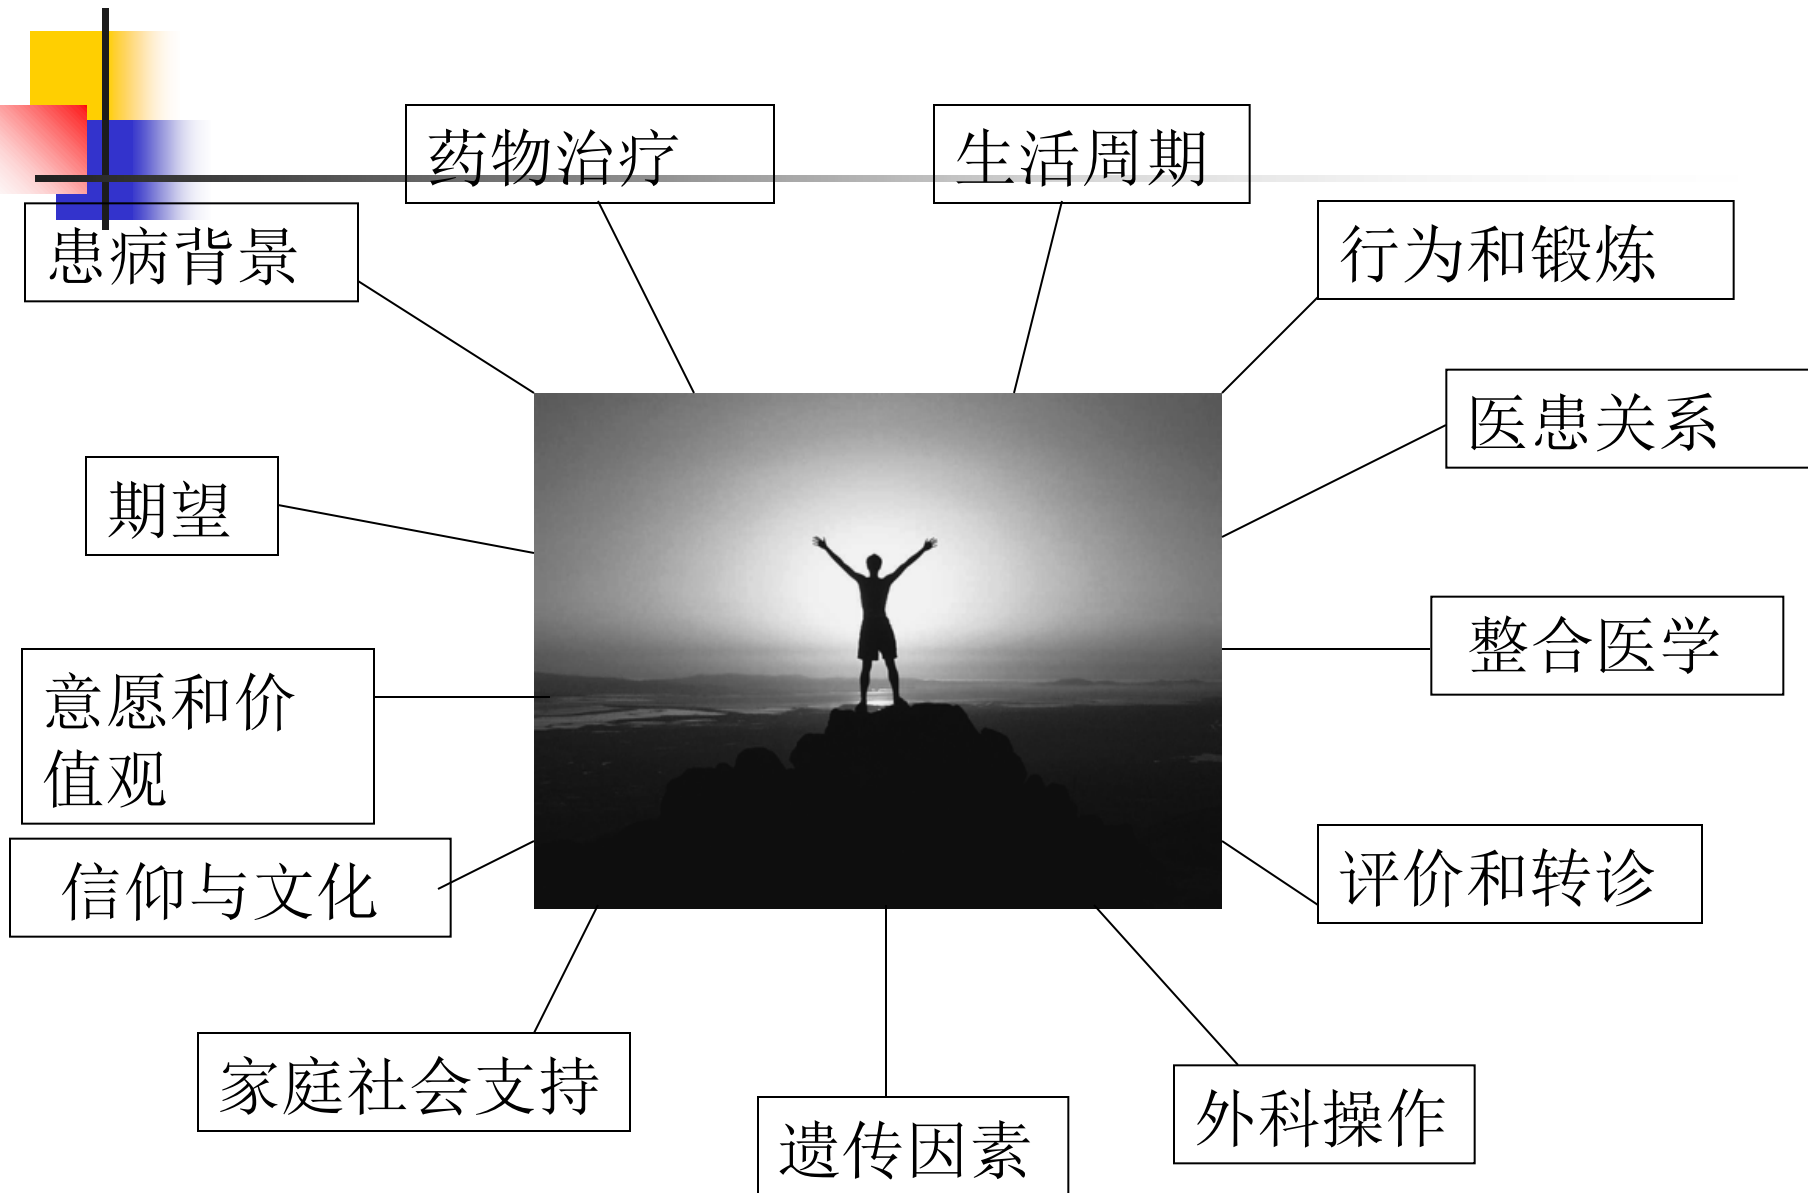 药物治疗
生活周期
患病背景
行为和锻炼
医患关系
期望
整合医学
意愿和价
值观
评价和转诊
信仰与文化
家庭社会支持
外科操作
遗传因素